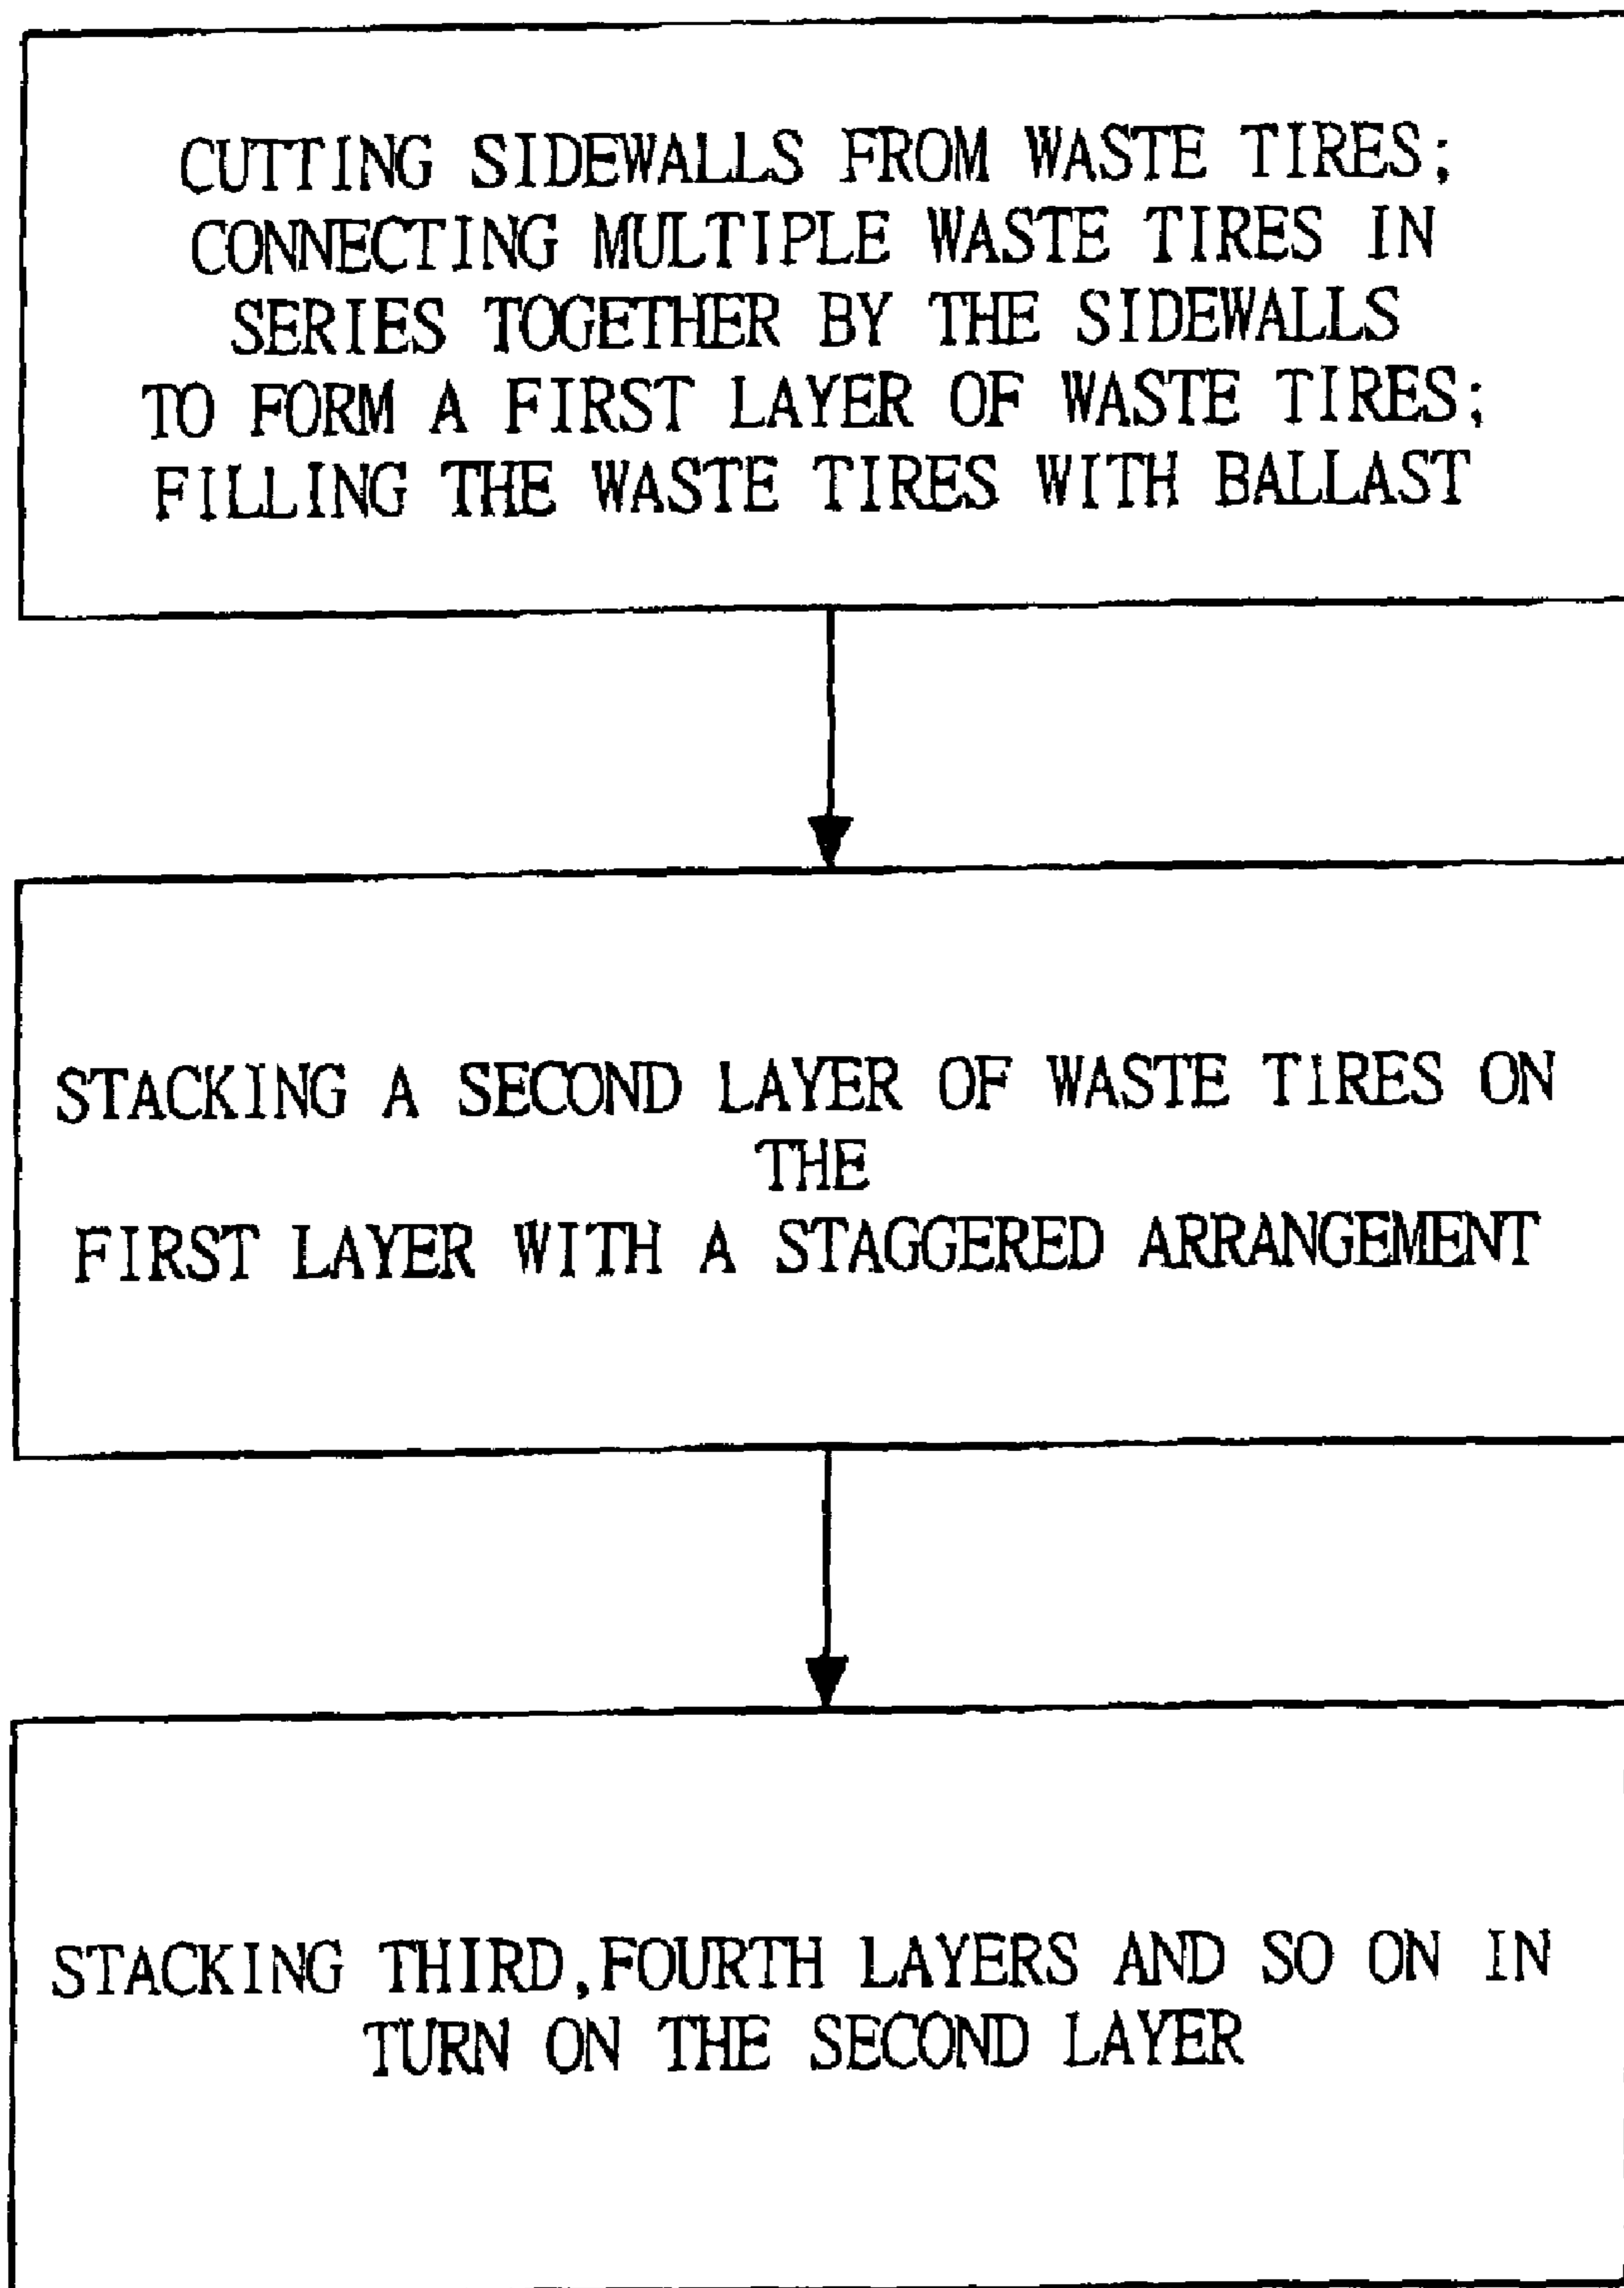 CUTTING SIDEWALLS FROM WASTE TIRES;
CONNECTING MULTIPLE WASTE TIRES IN
SERIES TOGETHER BY THE SIDEWALLS
TO FORM A FIRST LAYER OF WASTE TIRES;
FILLING THE WASTE TIRES WITH BALLAST
STACKING A SECOND LAYER OF WASTE TIRES ON
THE
FIRST LAYER WITH A STAGGERED ARRANGEMENT
STACKING THIRD,FOURTH LAYERS AND SO ON IN
TURN ON THE SECOND LAYER